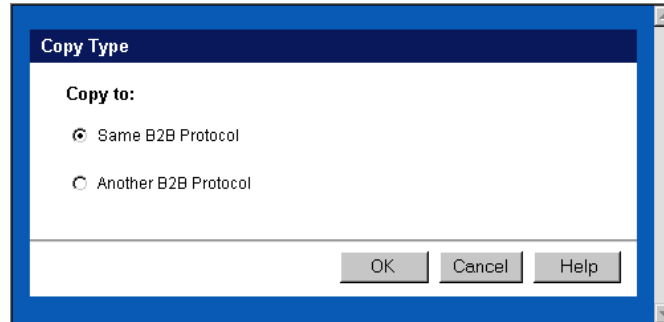 Copy Type
Copy to:
Same B2B Protocol
Another B2B Protocol
OK Cancel Help